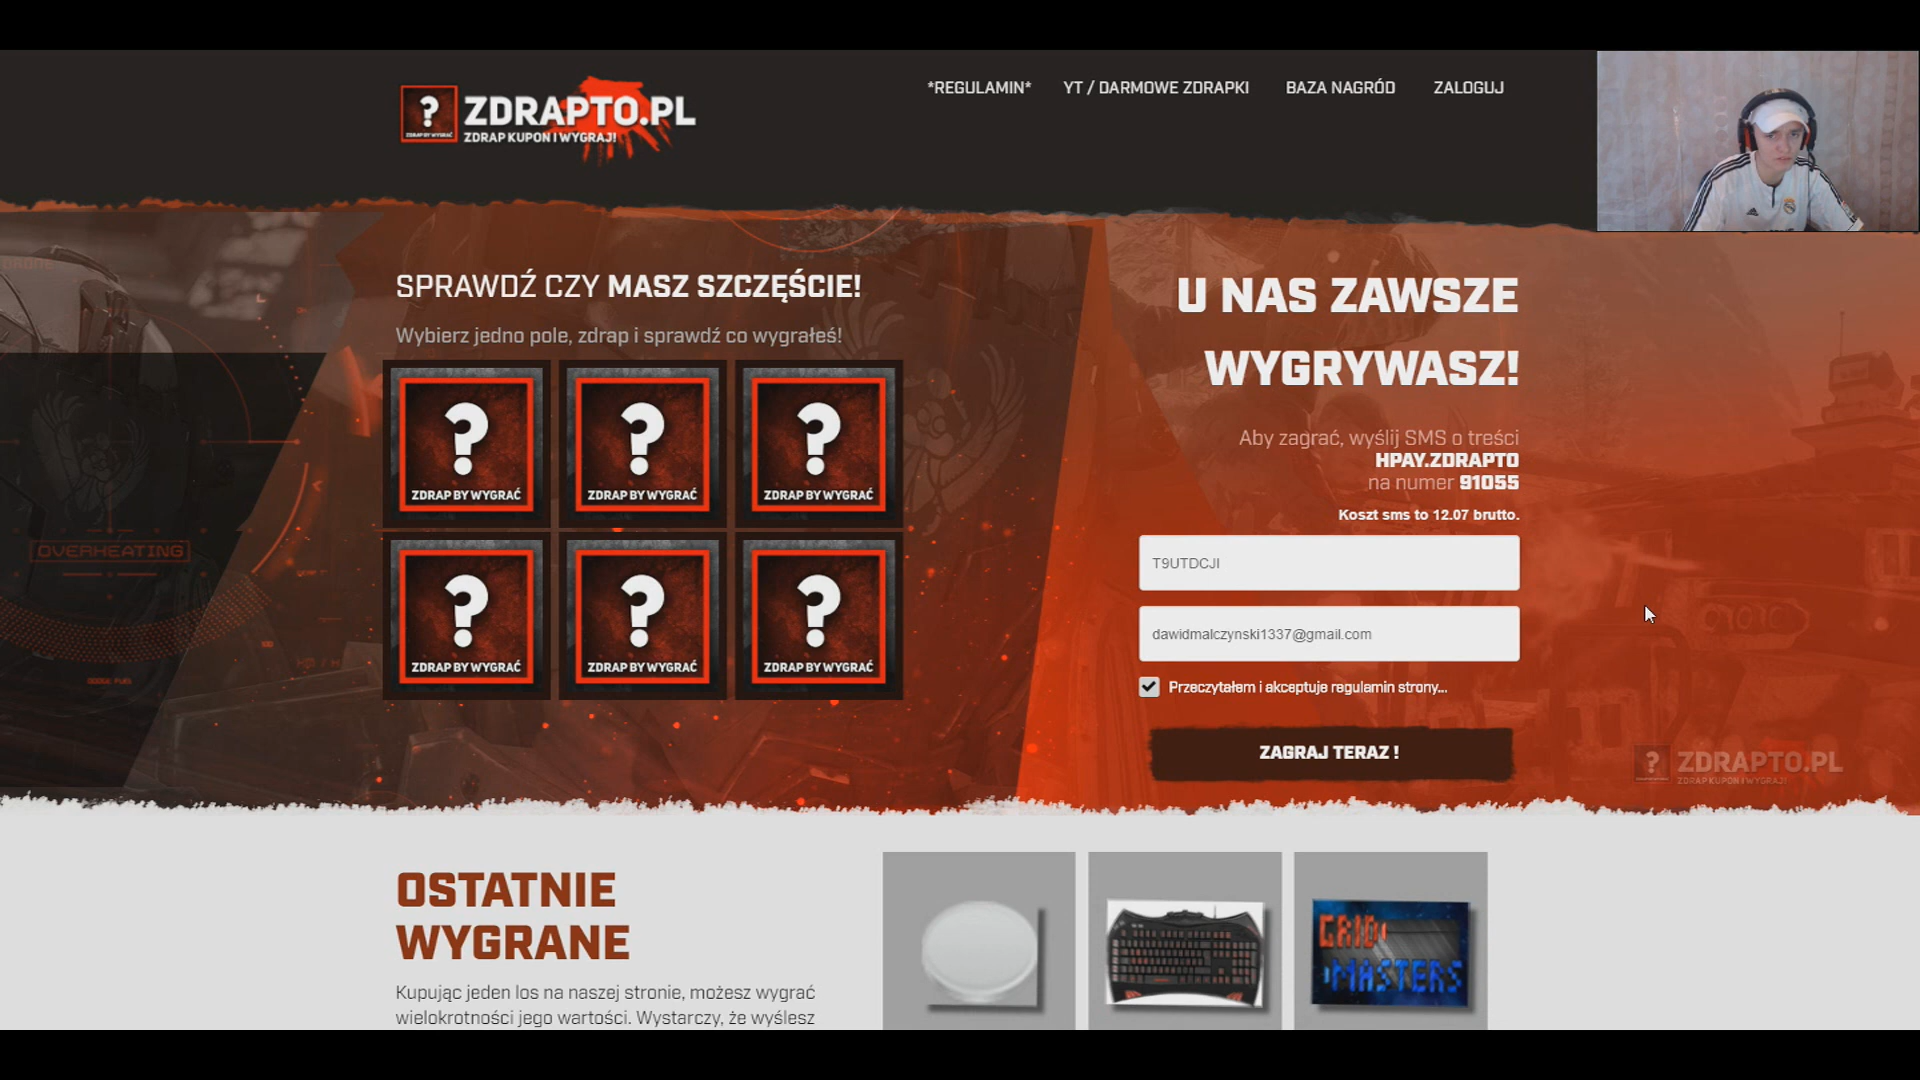 ZDRAPTO.PL
ZDRAP KUPON I WYGRAJ!
*REGULAMIN*
YT / DARMOWE ZDRAPKI
BAZA NAGRÓD
ZALOGUJ
SPRAWDŹ CZY MASZ SZCZĘŚCIE!
Wybierz jedno pole, zdrap i sprawdź co wygrałeś!
?
?
?
ZDRAP BY WYGRAĆ
ZDRAP BY WYGRAĆ
ZDRAP BY WYGRAĆ
?
?
?
ZDRAP BY WYGRAĆ
ZDRAP BY WYGRAĆ
ZDRAP BY WYGRAĆ
OVERHEATING
U NAS ZAWSZE
WYGRYWASZ!
Aby zagrać, wyślij SMS o treści
HPAY.ZDRAPTO
na numer 91055
Koszt sms to 12.07 brutto.
T9UTDCJI
dawidmalczynski1337@gmail.com
Przeczytałem i akceptuje regulamin strony...
ZAGRAJ TERAZ !
ZDRAPTO.PL
ZDRAP KUPON I WYGRAJ!
OSTATNIE
WYGRANE
Kupując jeden los na naszej stronie, możesz wygrać
wielokrotności jego wartości. Wystarczy, że wyślesz
MASTERS